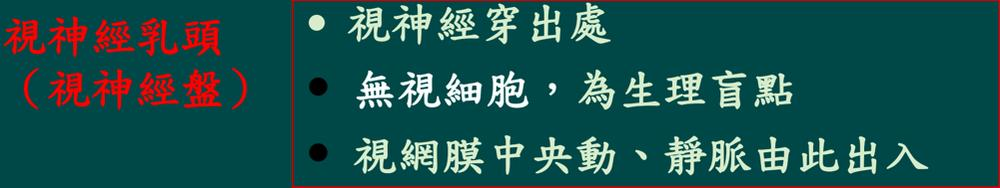 視神經乳頭
（視神經盤）
• 視神經穿出處
• 無視細胞，為生理盲點
• 視網膜中央動、靜脈由此出入